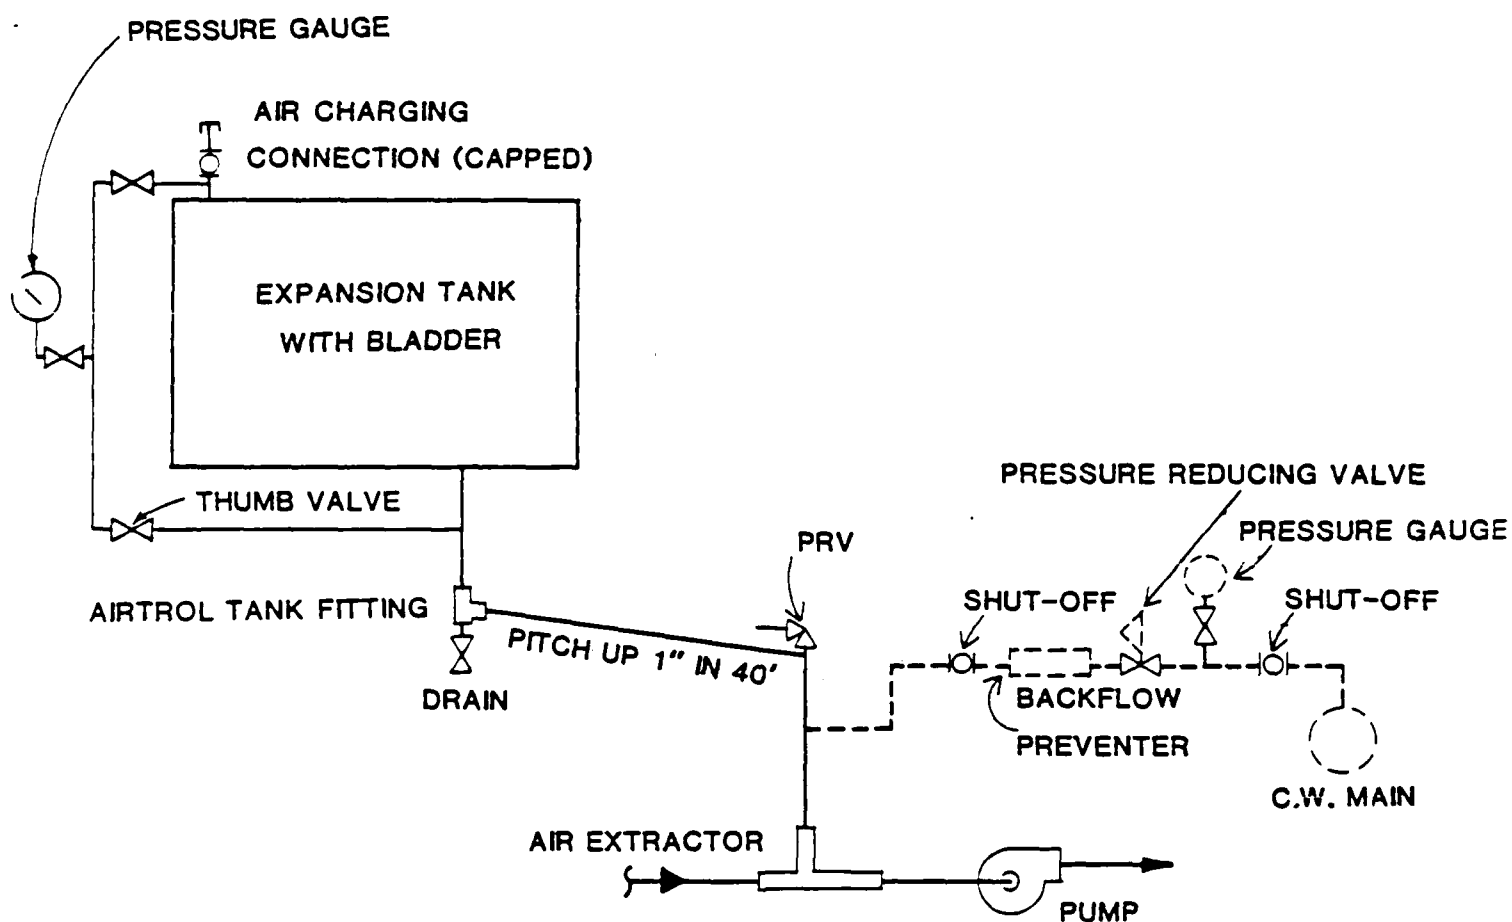 PRESSURE GAUGE
AIR CHARGING
CONNECTION (CAPPED)
EXPANSION TANK
WITH BLADDER
THUMB VALVE
PRESSURE REDUCING VALVE
PRESSURE GAUGE
PRV
SHUT-OFF
SHUT-OFF
AIRTROL TANK FITTING
PITCH UP 1" IN 40'
DRAIN
BACKFLOW
PREVENTER
C.W. MAIN
AIR EXTRACTOR
PUMP